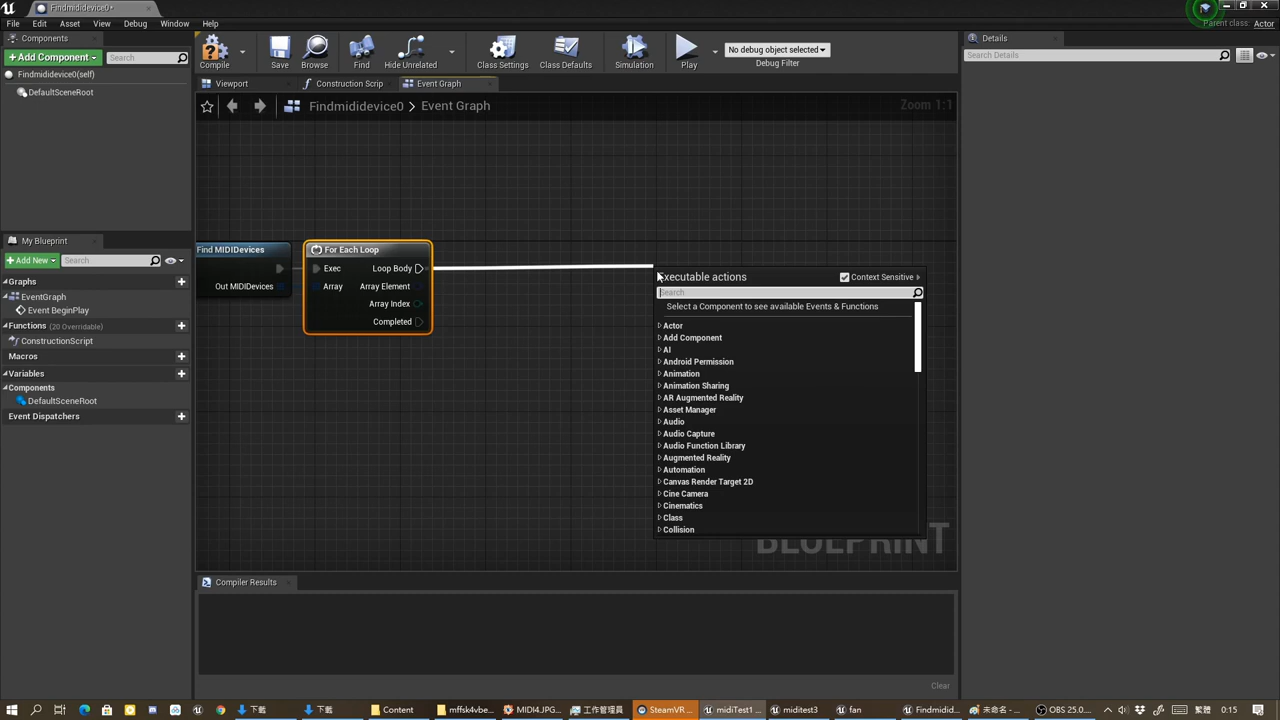 Findmididevice0*
File Edit Asset View Debug Window Help
Parent class: Actor
Components
+Add Component Search
Findmididevice0(self)
DefaultSceneRoot
My Blueprint
+Add New Search
Graphs
EventGraph
Event BeginPlay
Functions (20 Overridable)
ConstructionScript
Macros
Variables
Components
DefaultSceneRoot
Event Dispatchers
Compile Save Browse Find Hide Unrelated Class Settings Class Defaults Simulation Play
No debug object selected
Debug Filter
Viewport Construction Scrip Event Graph
Findmididevice0 > Event Graph
Zoom 1:1
Find MIDIDevices
Out MIDIDevices
For Each Loop
Exec Loop Body
Array Array Element
Array Index
Completed
Executable actions Context Sensitive
Search
Select a Component to see available Events & Functions
Actor
Add Component
AI
Android Permission
Animation
Animation Sharing
AR Augmented Reality
Asset Manager
Audio
Audio Capture
Audio Function Library
Augmented Reality
Automation
Canvas Render Target 2D
Cine Camera
Cinematics
Class
Collision
BLUEPRINT
Compiler Results
Clear
Details
Search Details
下載 下載 Content mffsk4vbe... MIDI4.JPG... 工作管理員 SteamVR ... midiTest1 ... miditest3 fan Findmidid... 未命名 - ... OBS 25.0.... 繁體 0:15